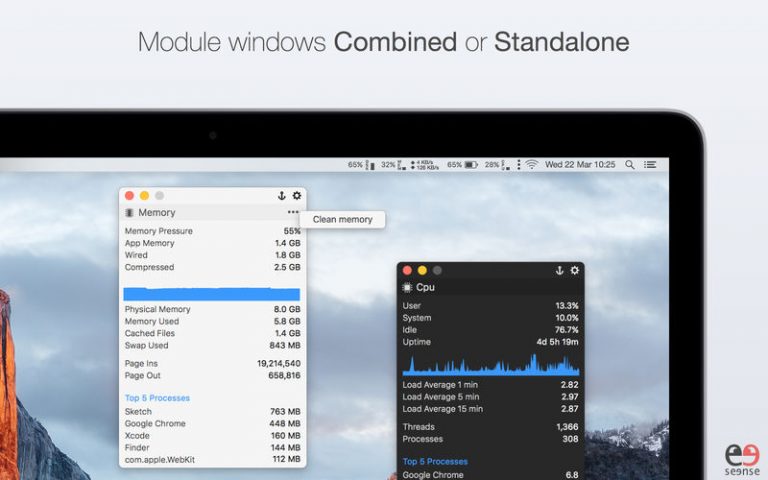 Module windows Combined or Standalone
65% 32% 4 KB/s 126 KB/s 65% 28% Wed 22 Mar 10:25
Memory
Clean memory
Memory Pressure 55%
App Memory 1.4 GB
Wired 1.8 GB
Compressed 2.5 GB
Physical Memory 8.0 GB
Memory Used 5.8 GB
Cached Files 1.4 GB
Swap Used 843 MB
Page Ins 19,214,540
Page Out 658,816
Top 5 Processes
Sketch 763 MB
Google Chrome 448 MB
Xcode 160 MB
Finder 144 MB
com.apple.WebKit 112 MB
Cpu
User 13.3%
System 10.0%
Idle 76.7%
Uptime 4d 5h 19m
Load Average 1 min 2.82
Load Average 5 min 2.97
Load Average 15 min 2.87
Threads 1,366
Processes 308
Top 5 Processes
Google Chrome 6.8
seense